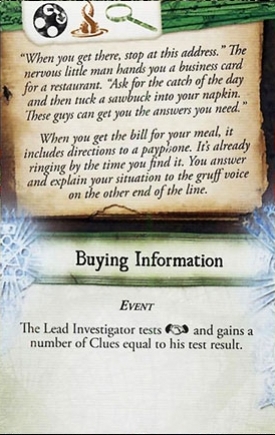 "When you get there, stop at this address." The
nervous little man hands you a business card
for a restaurant. "Ask for the catch of the day
and then tuck a sawbuck into your napkin.
These guys can get you the answers you need."
When you get the bill for your meal, it
includes directions to a payphone. It's already
ringing by the time you find it. You answer
and explain your situation to the gruff voice
on the other end of the line.
Buying Information
EVENT
The Lead Investigator tests and gains a
number of Clues equal to his test result.